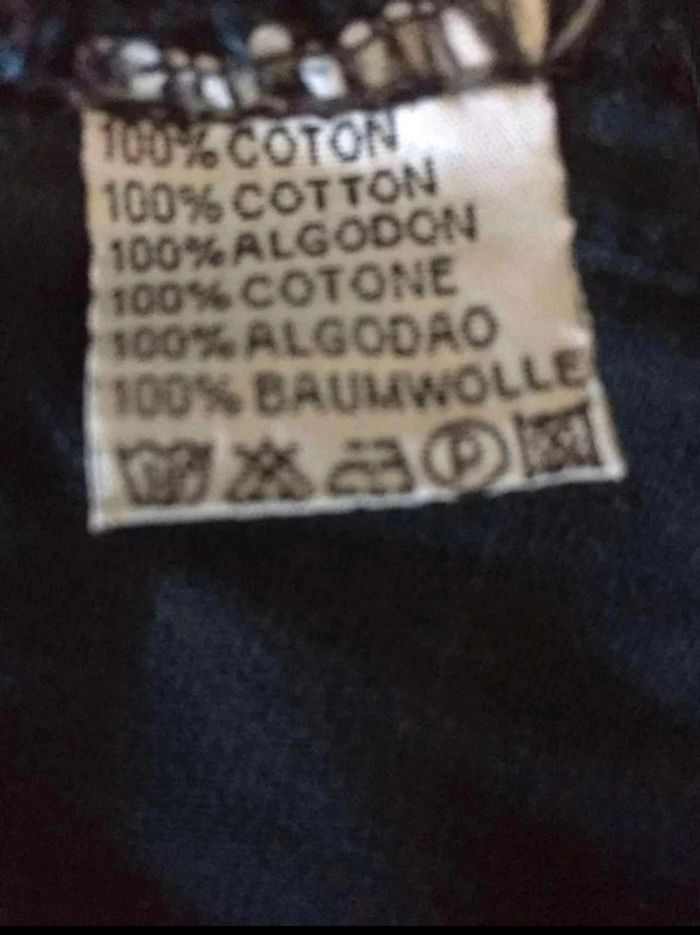 100% COTON
100% COTTON
100% ALGODON
100% COTONE
100% ALGODAO
100% BAUMWOLLE
P